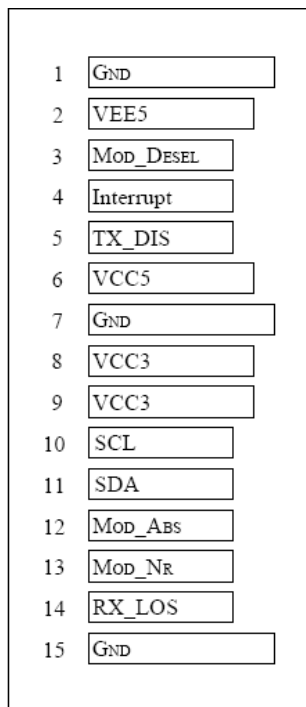 1 GND
2 VEE5
3 MOD_DESEL
4 Interrupt
5 TX_DIS
6 VCC5
7 GND
8 VCC3
9 VCC3
10 SCL
11 SDA
12 MOD_ABS
13 MOD_NR
14 RX_LOS
15 GND